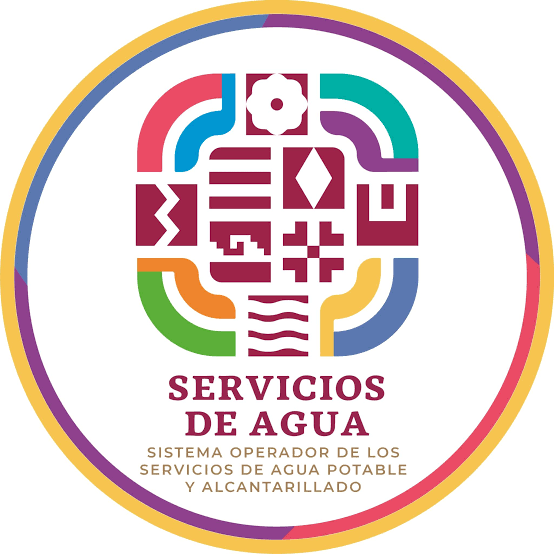 SERVICIOS
DE AGUA
SISTEMA OPERADOR DE LOS
SERVICIOS DE AGUA POTABLE
Y ALCANTARILLADO